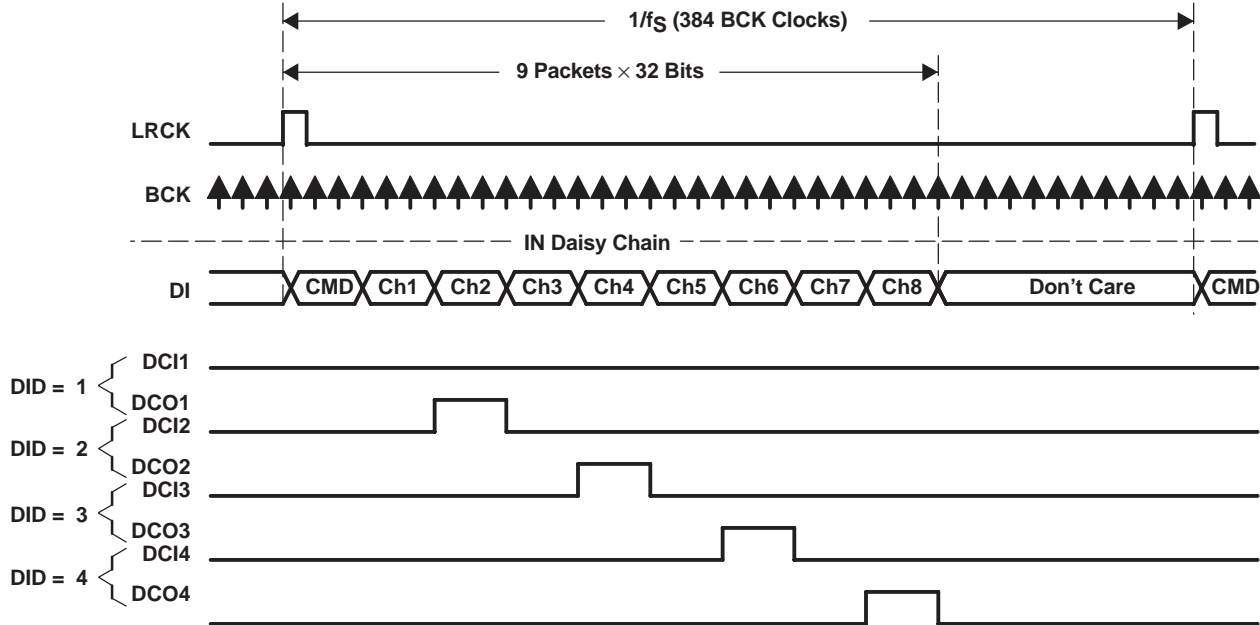 1/fS (384 BCK Clocks)
9 Packets × 32 Bits
LRCK
BCK
IN Daisy Chain
DI CMD Ch1 Ch2 Ch3 Ch4 Ch5 Ch6 Ch7 Ch8 Don't Care CMD
DCI1
DID = 1
DCO1
DCI2
DID = 2
DCO2
DCI3
DID = 3
DCO3
DCI4
DID = 4
DCO4